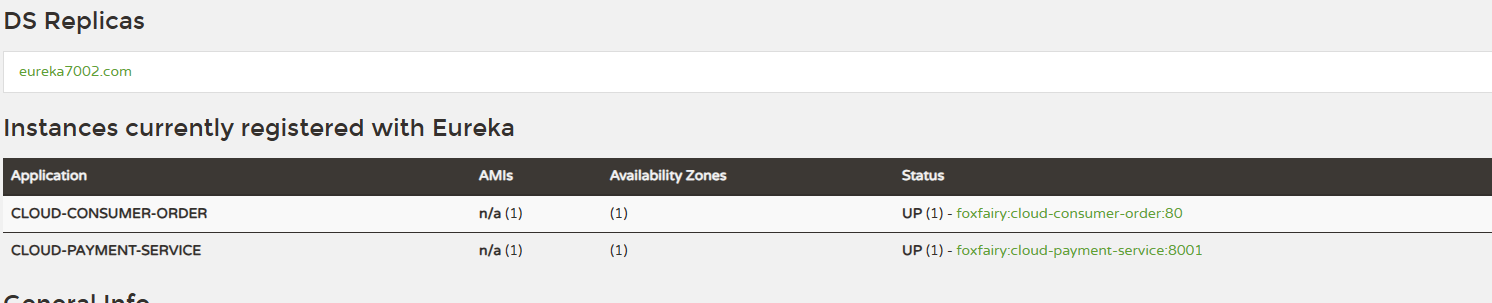 DS Replicas
eureka7002.com
Instances currently registered with Eureka
Application AMIs Availability Zones Status
CLOUD-CONSUMER-ORDER n/a (1) (1) UP (1) - foxfairy:cloud-consumer-order:80
CLOUD-PAYMENT-SERVICE n/a (1) (1) UP (1) - foxfairy:cloud-payment-service:8001
General Info